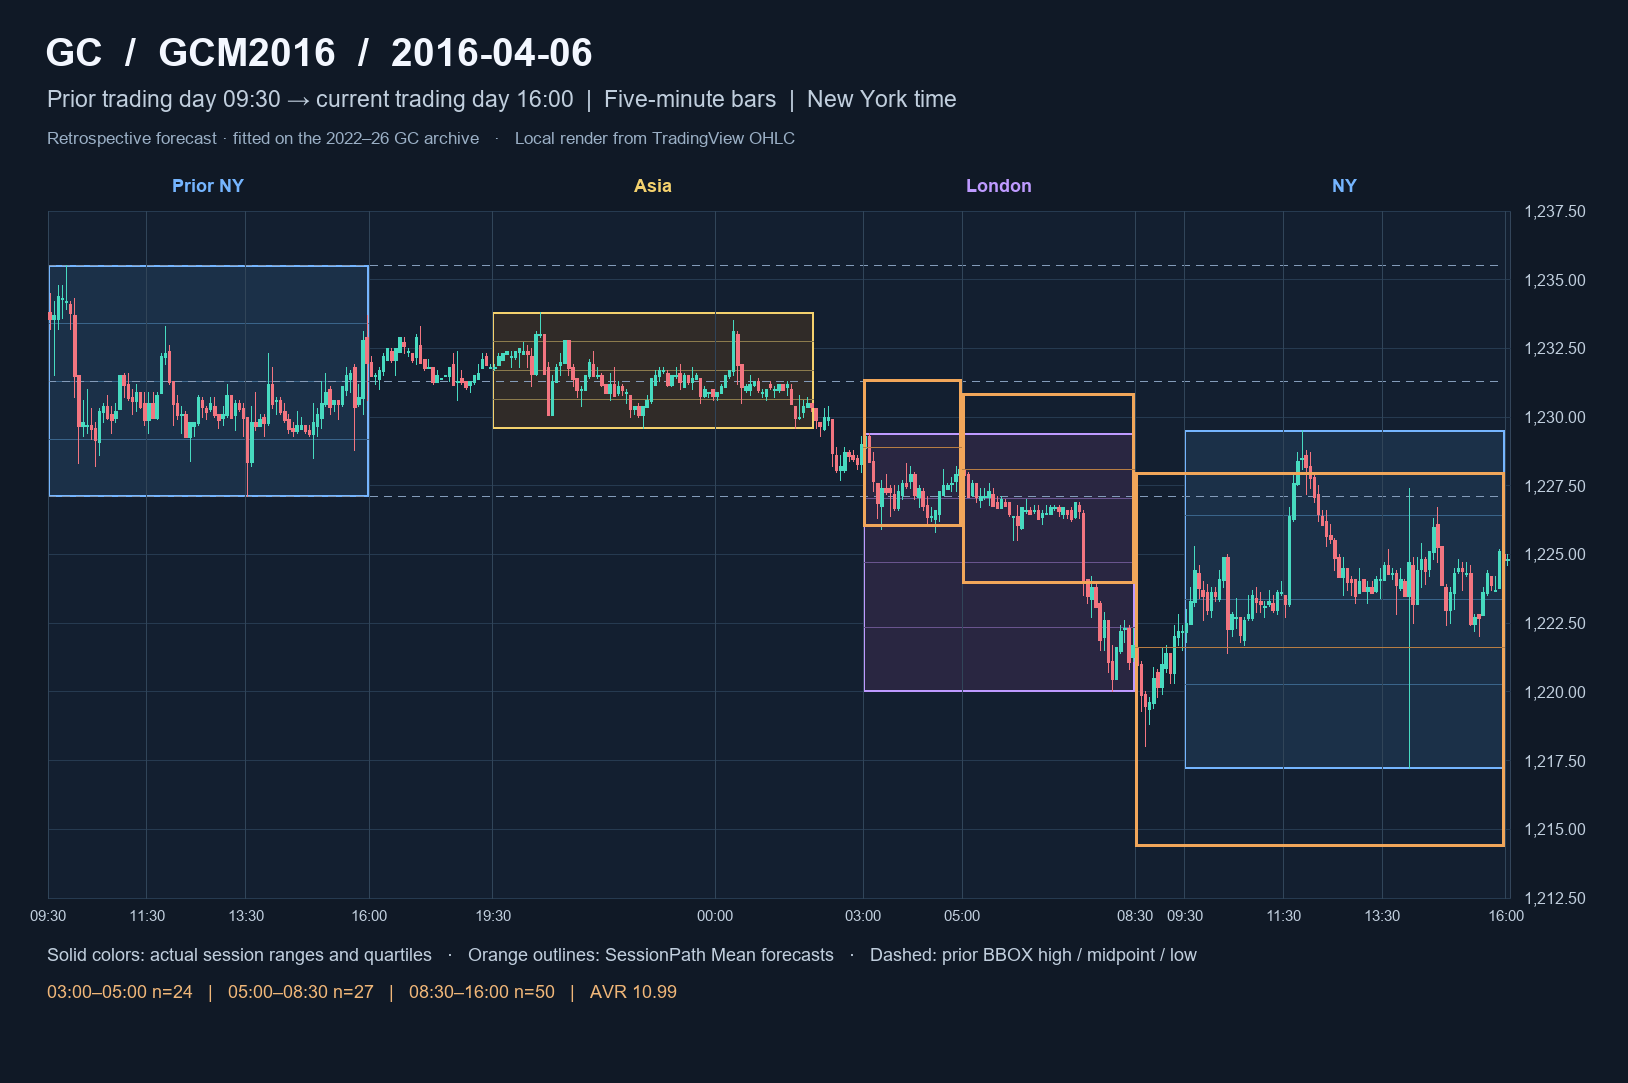 GC / GCM2016 / 2016-04-06
Prior trading day 09:30 → current trading day 16:00 | Five-minute bars | New York time
Retrospective forecast · fitted on the 2022–26 GC archive · Local render from TradingView OHLC
Prior NY Asia London NY
1,237.50
1,235.00
1,232.50
1,230.00
1,227.50
1,225.00
1,222.50
1,220.00
1,217.50
1,215.00
1,212.50
09:30 11:30 13:30 16:00 19:30 00:00 03:00 05:00 08:30 09:30 11:30 13:30 16:00
Solid colors: actual session ranges and quartiles · Orange outlines: SessionPath Mean forecasts · Dashed: prior BBOX high / midpoint / low
03:00–05:00 n=24 | 05:00–08:30 n=27 | 08:30–16:00 n=50 | AVR 10.99